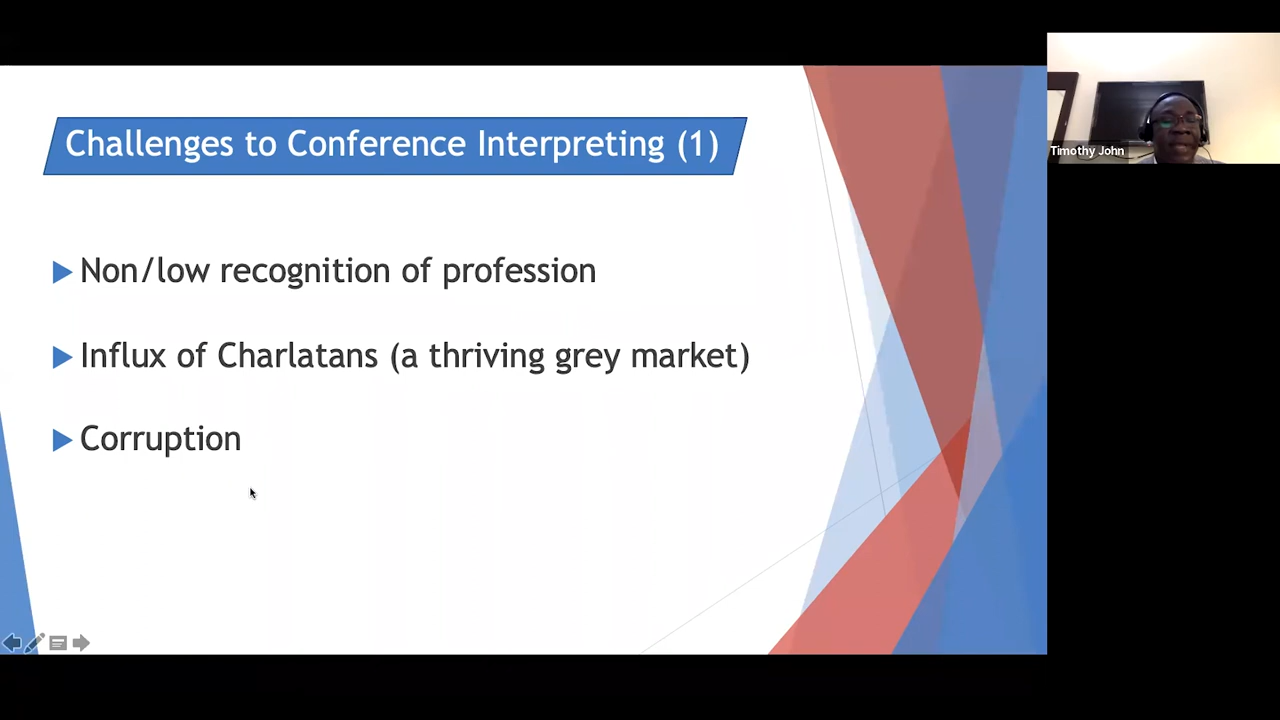 Challenges to Conference Interpreting (1)
Non/low recognition of profession
Influx of Charlatans (a thriving grey market)
Corruption
Timothy John